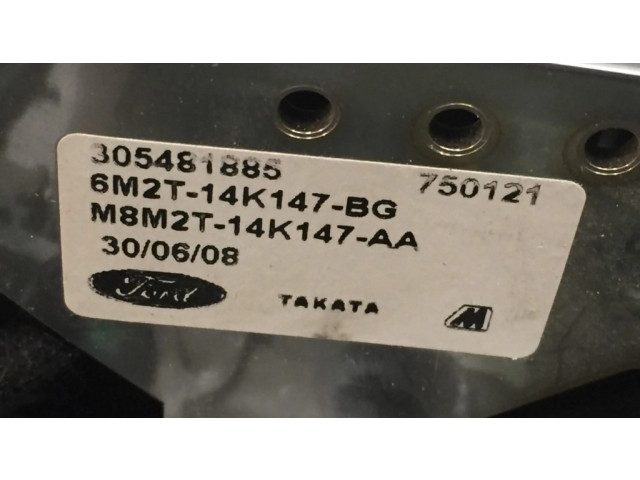 305481885 750121
6M2T-14K147-BG
M8M2T-14K147-AA
30/06/08
Ford TAKATA